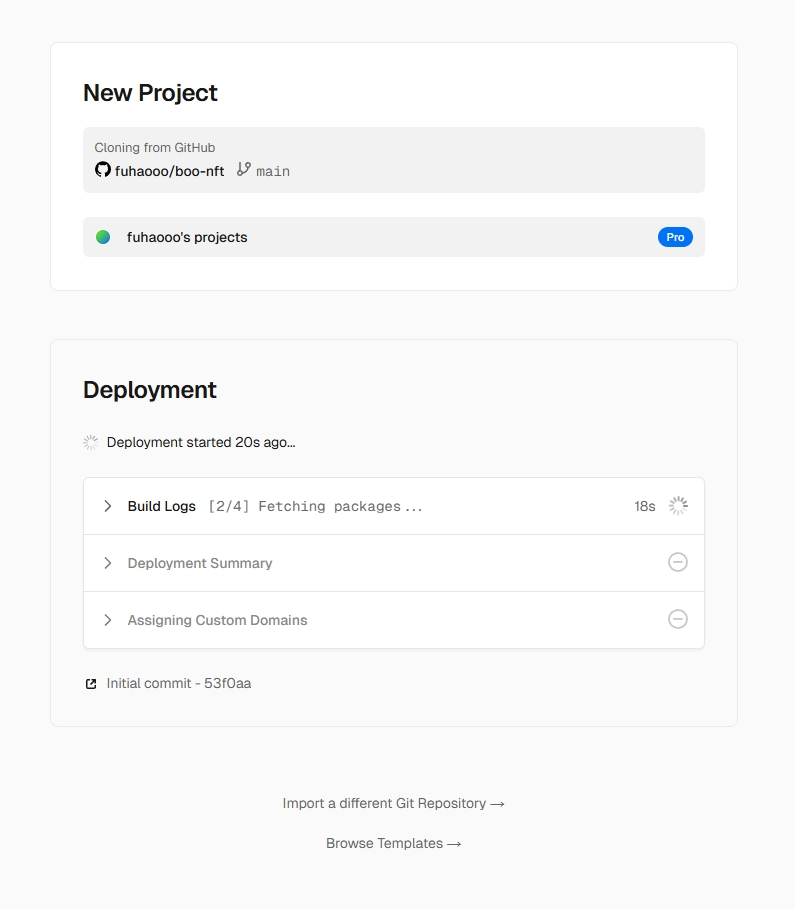 New Project
Cloning from GitHub
fuhaooo/boo-nft main
fuhaooo's projects Pro
Deployment
Deployment started 20s ago...
Build Logs [2/4] Fetching packages... 18s
Deployment Summary
Assigning Custom Domains
Initial commit - 53f0aa
Import a different Git Repository →
Browse Templates →